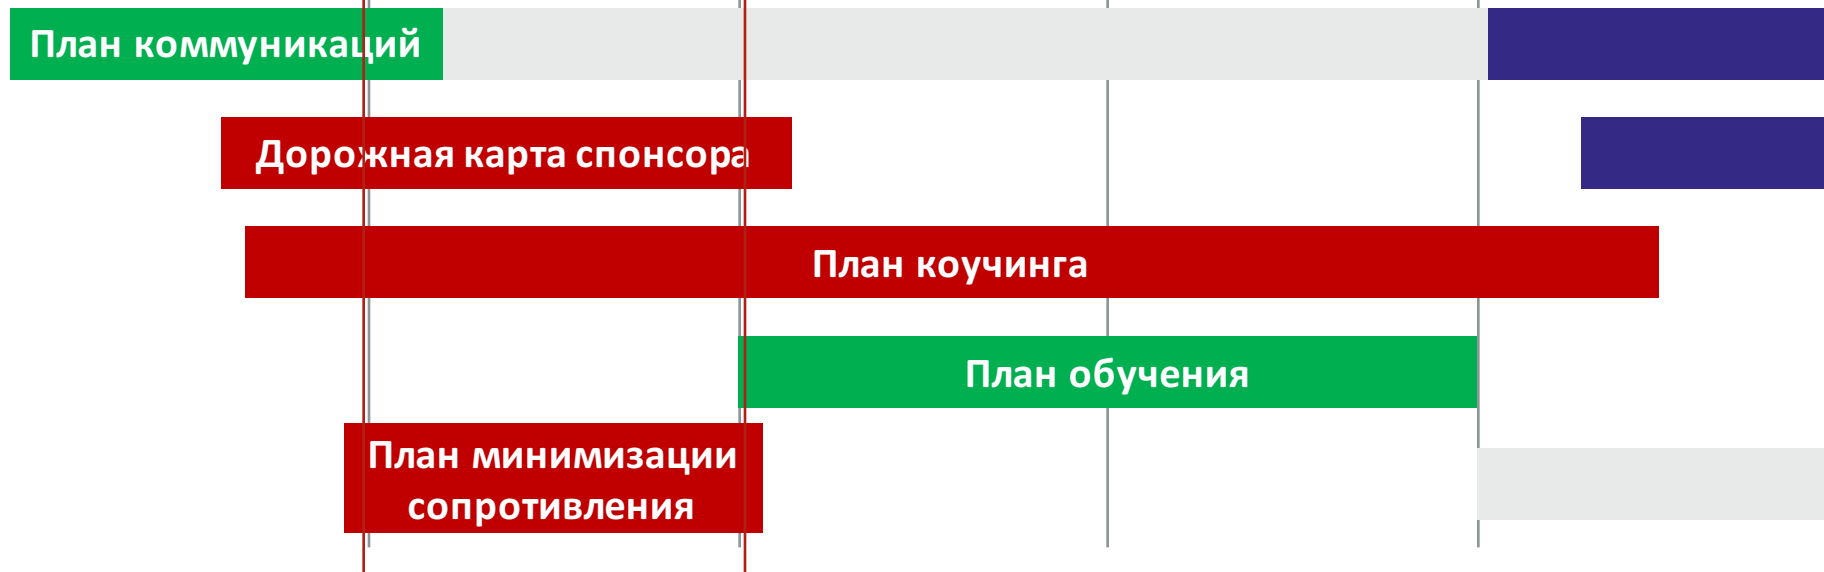 План коммуникаций
Дорожная карта спонсора
План коучинга
План обучения
План минимизации
сопротивления